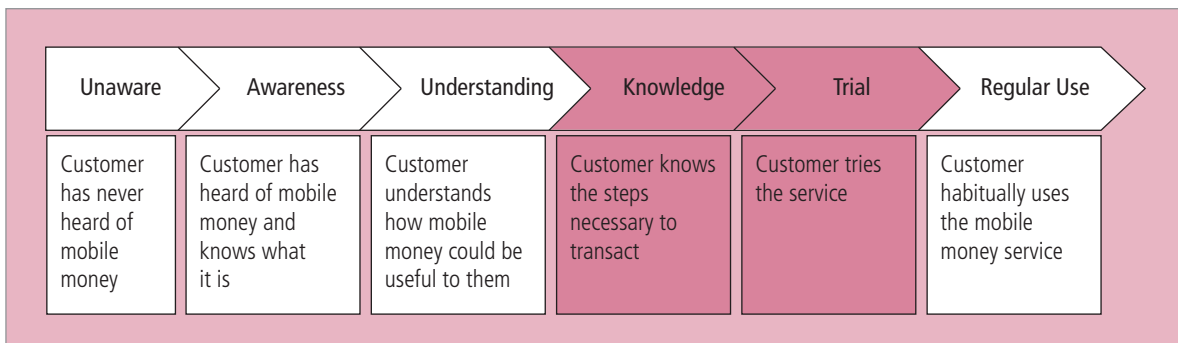 Unaware
Awareness
Understanding
Knowledge
Trial
Regular Use
Customer
has never
heard of
mobile
money
Customer has
heard of mobile
money and
knows what
it is
Customer
understands
how mobile
money could be
useful to them
Customer knows
the steps
necessary to
transact
Customer tries
the service
Customer
habitually uses
the mobile
money service